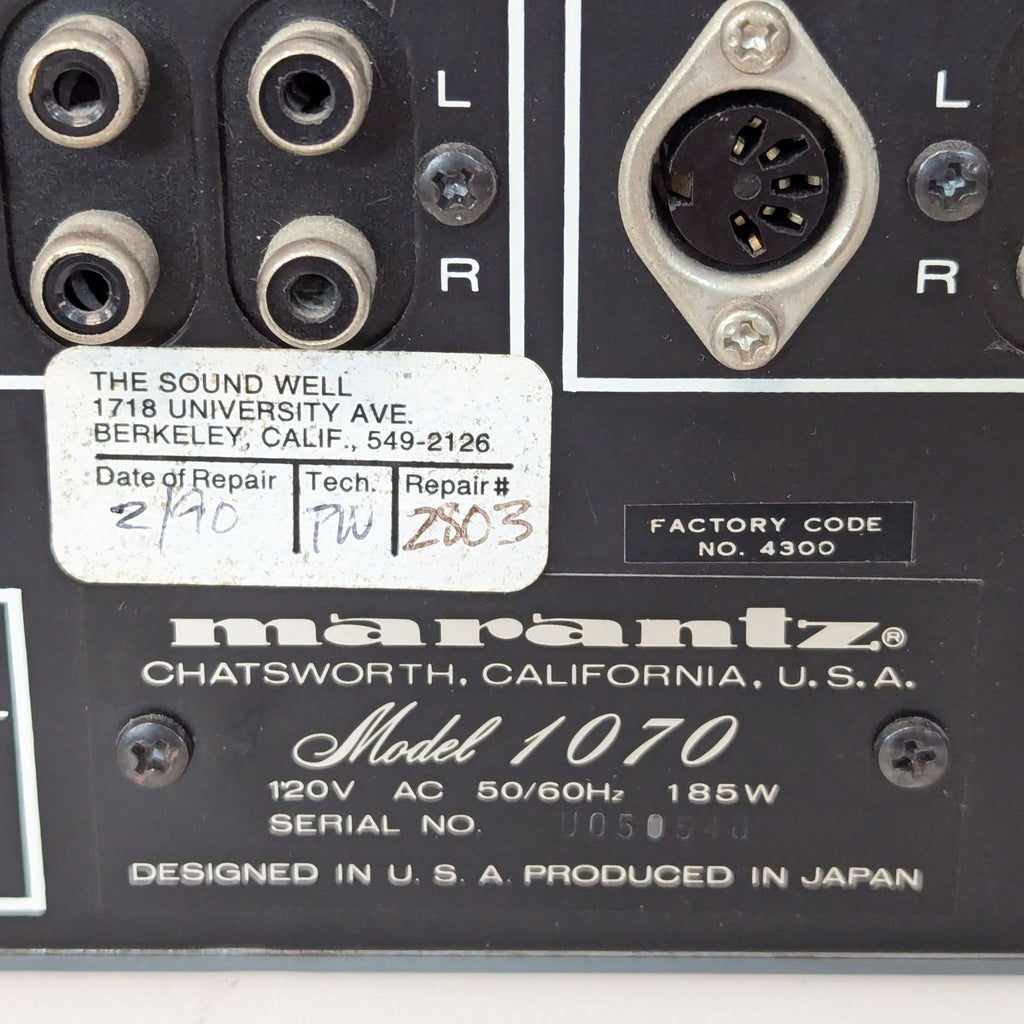 L
R
L
R
THE SOUND WELL
1718 UNIVERSITY AVE.
BERKELEY, CALIF., 549-2126
Date of Repair Tech. Repair #
2/90 PW 2803
FACTORY CODE
NO. 4300
marantz®
CHATSWORTH, CALIFORNIA, U.S.A.
Model 1070
120V AC 50/60Hz 185W
SERIAL NO.
DESIGNED IN U. S. A. PRODUCED IN JAPAN